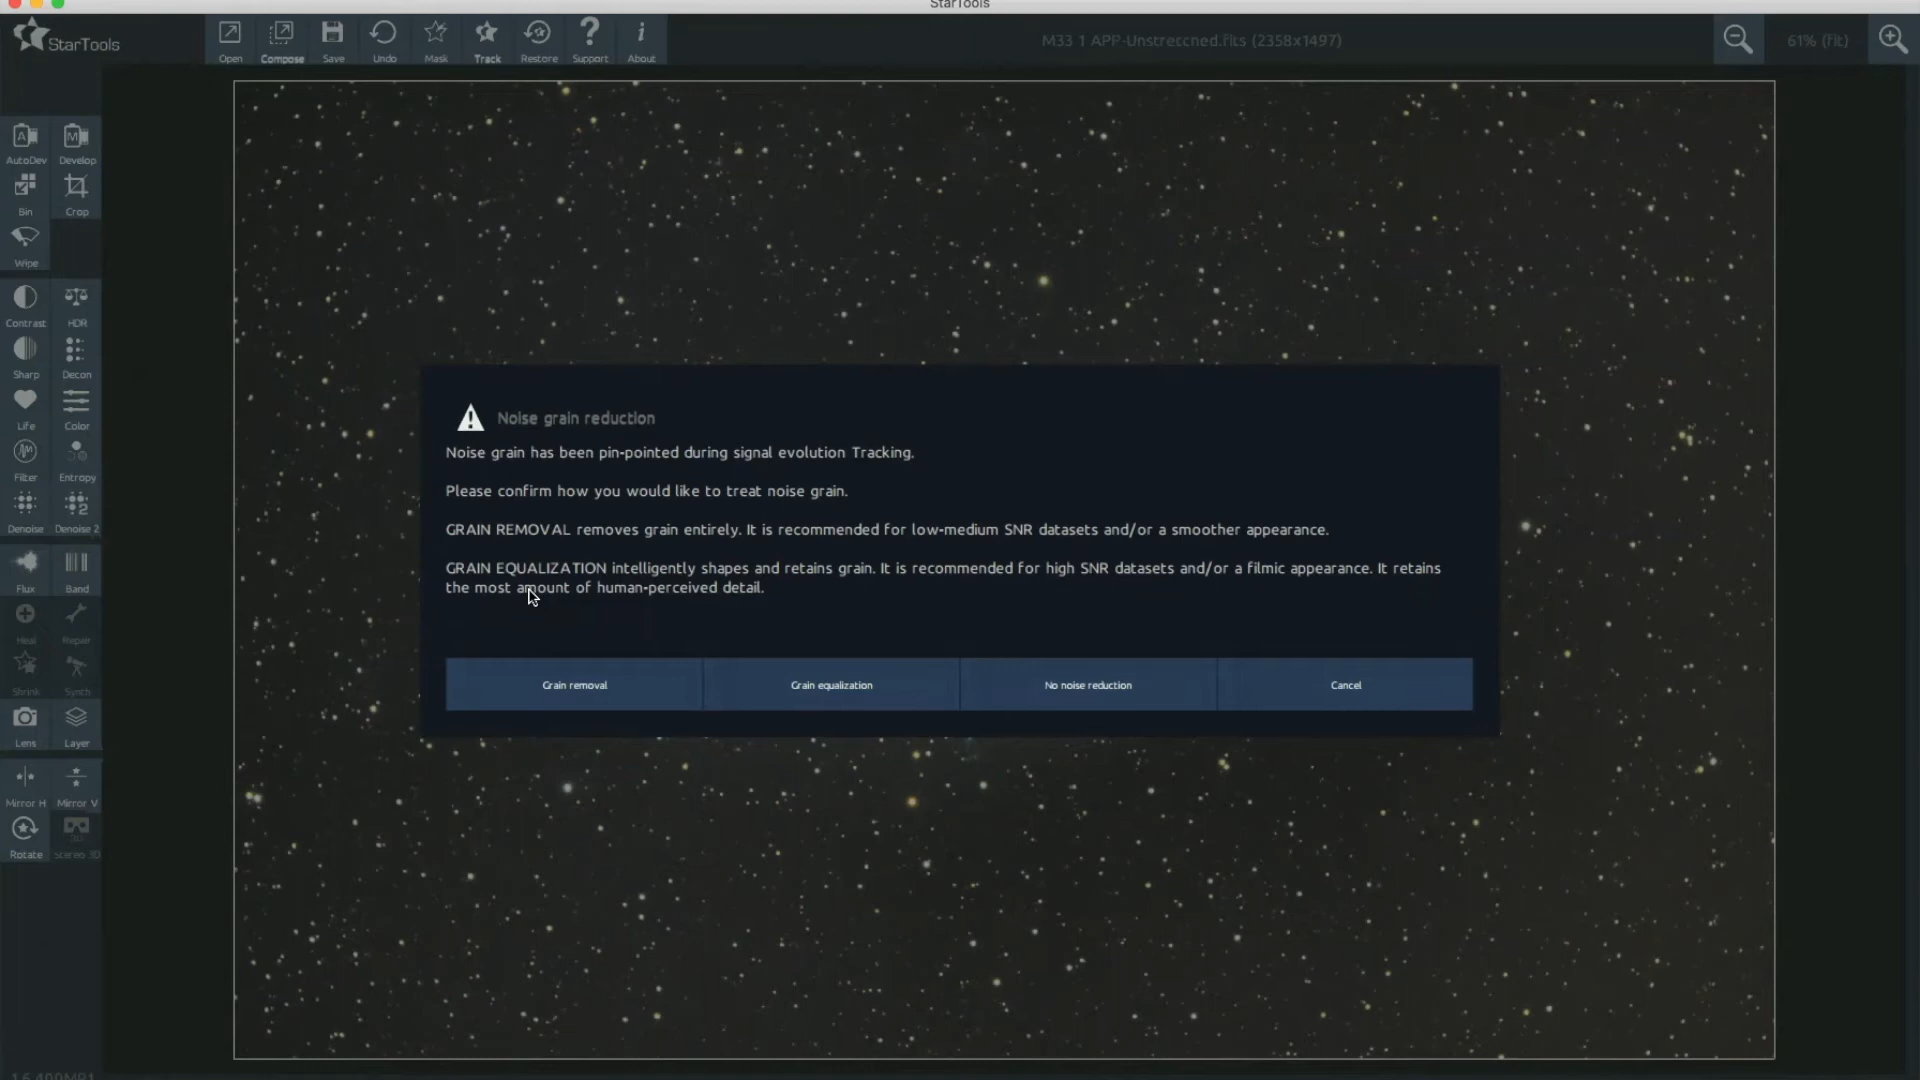 StarTools
StarTools
Open
Compose
Save
Undo
Mask
Track
Restore
Support
About
M33 1 APP-Unstretched.fits (2358x1497)
61% (fit)
AutoDev
Develop
Bin
Crop
Wipe
Contrast
HDR
Sharp
Decon
Life
Color
Filter
Entropy
Denoise
Denoise 2
Flux
Band
Heal
Repair
Shrink
Synth
Lens
Layer
Mirror H
Mirror V
Rotate
Stereo 3D
Noise grain reduction
Noise grain has been pin-pointed during signal evolution Tracking.
Please confirm how you would like to treat noise grain.
GRAIN REMOVAL removes grain entirely. It is recommended for low-medium SNR datasets and/or a smoother appearance.
GRAIN EQUALIZATION intelligently shapes and retains grain. It is recommended for high SNR datasets and/or a filmic appearance. It retains
the most amount of human-perceived detail.
Grain removal
Grain equalization
No noise reduction
Cancel